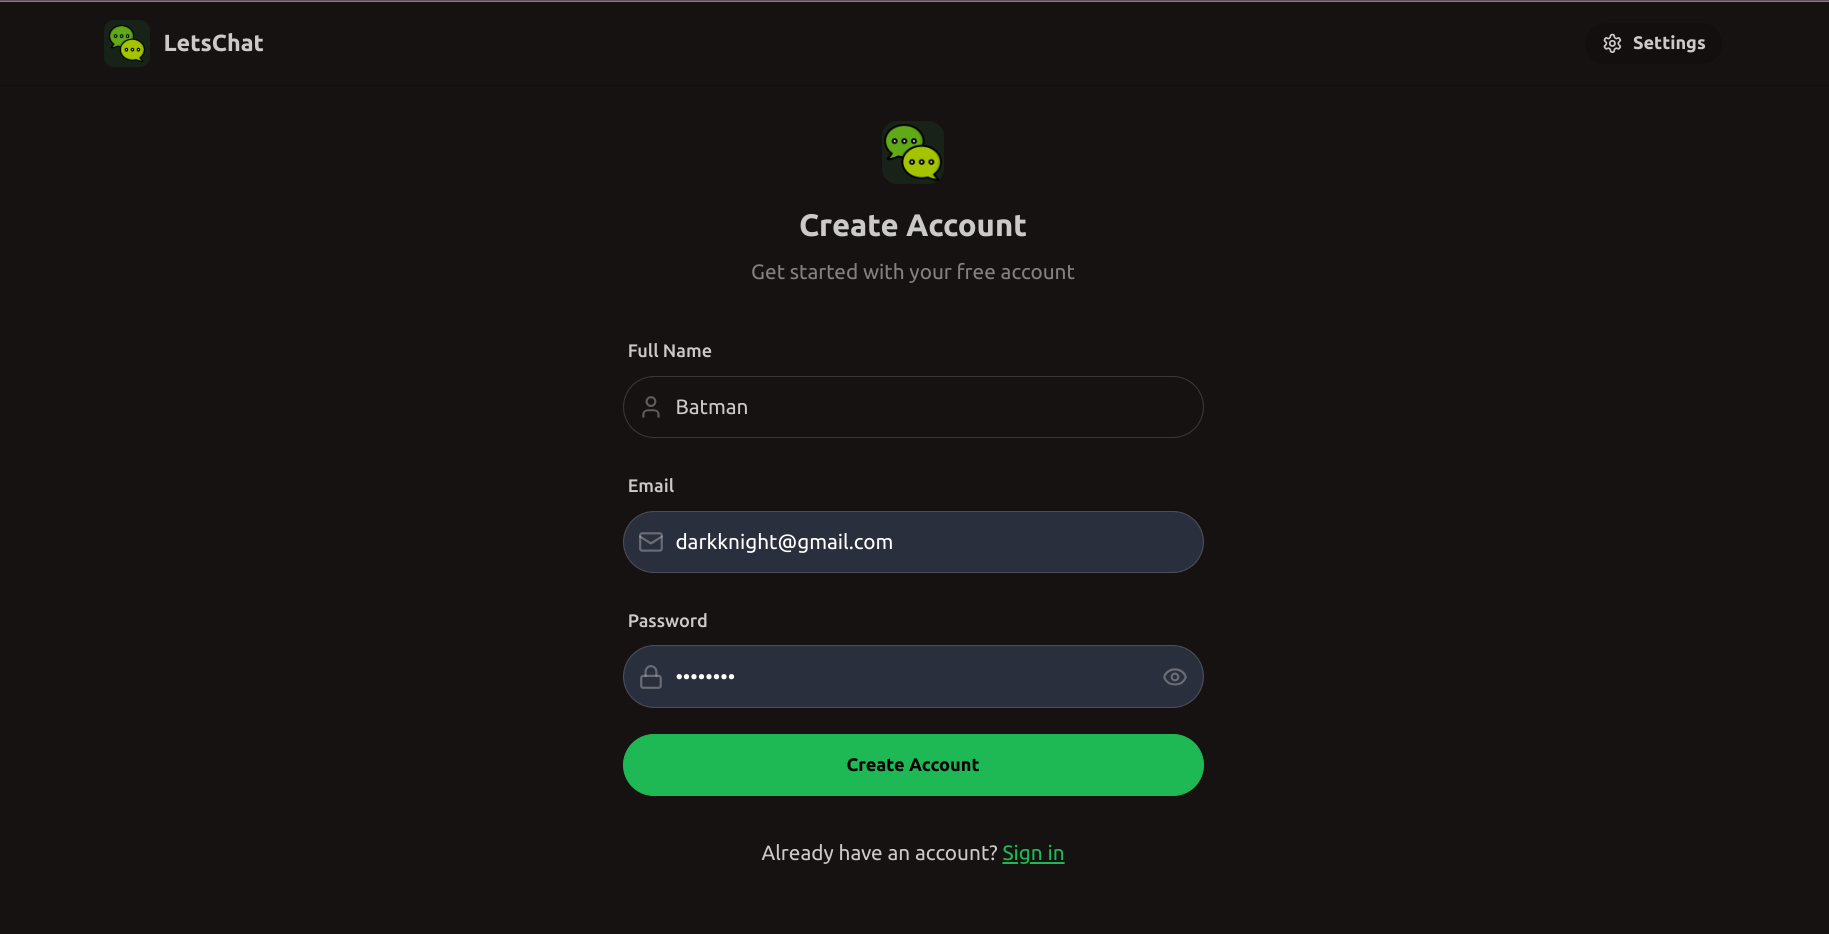 LetsChat
Settings
Create Account
Get started with your free account
Full Name
Batman
Email
darkknight@gmail.com
Password
••••••••
Create Account
Already have an account? Sign in